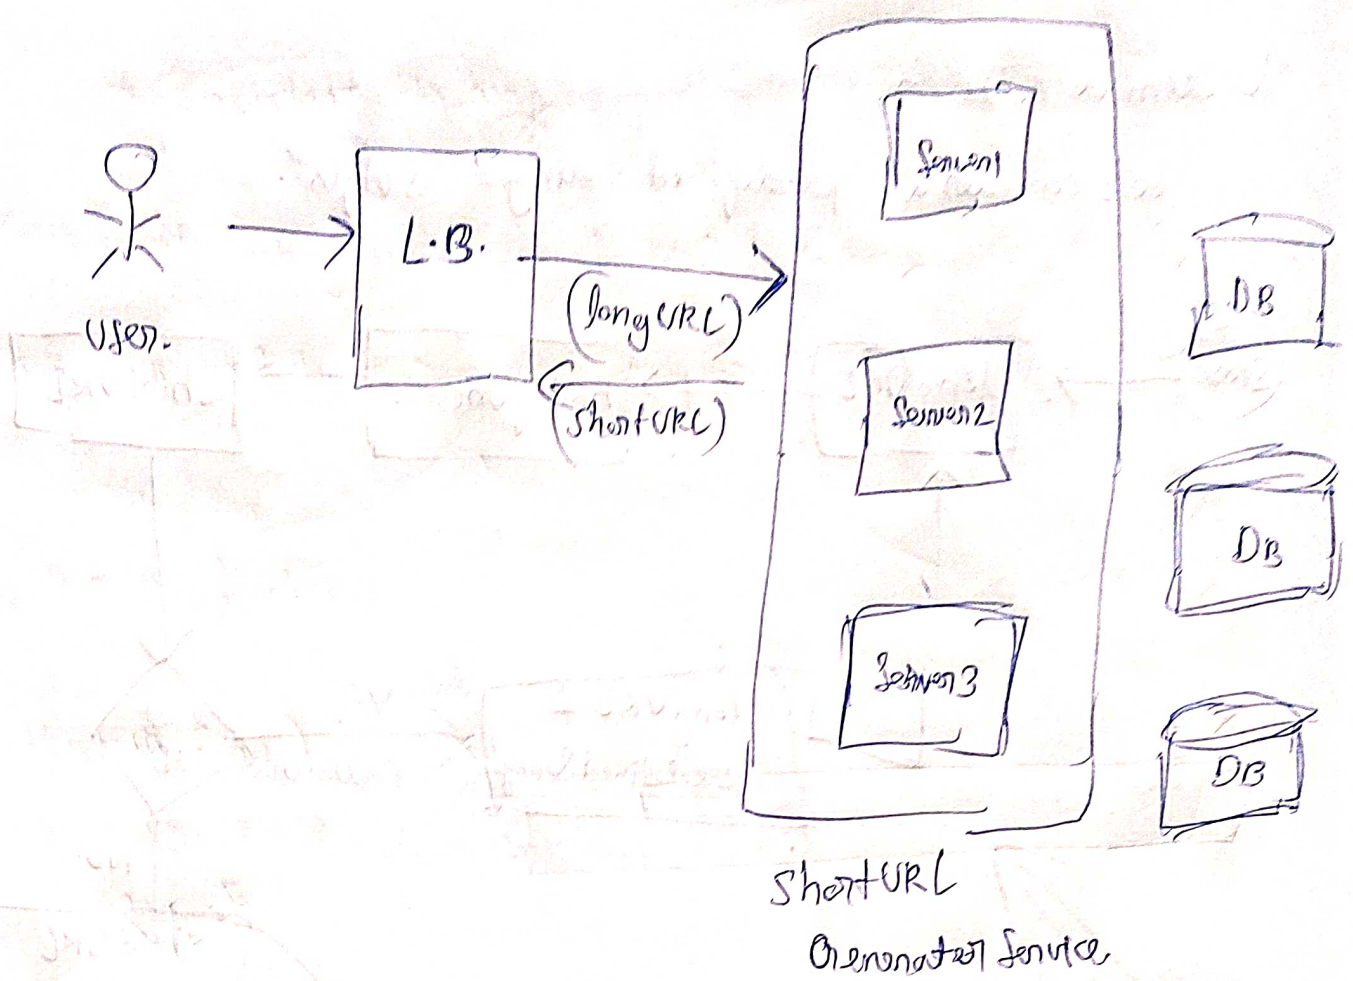 User.
L.B.
(longURL)
(shortURL)
Server1
Server2
Server3
DB
DB
DB
ShortURL
Generator Service